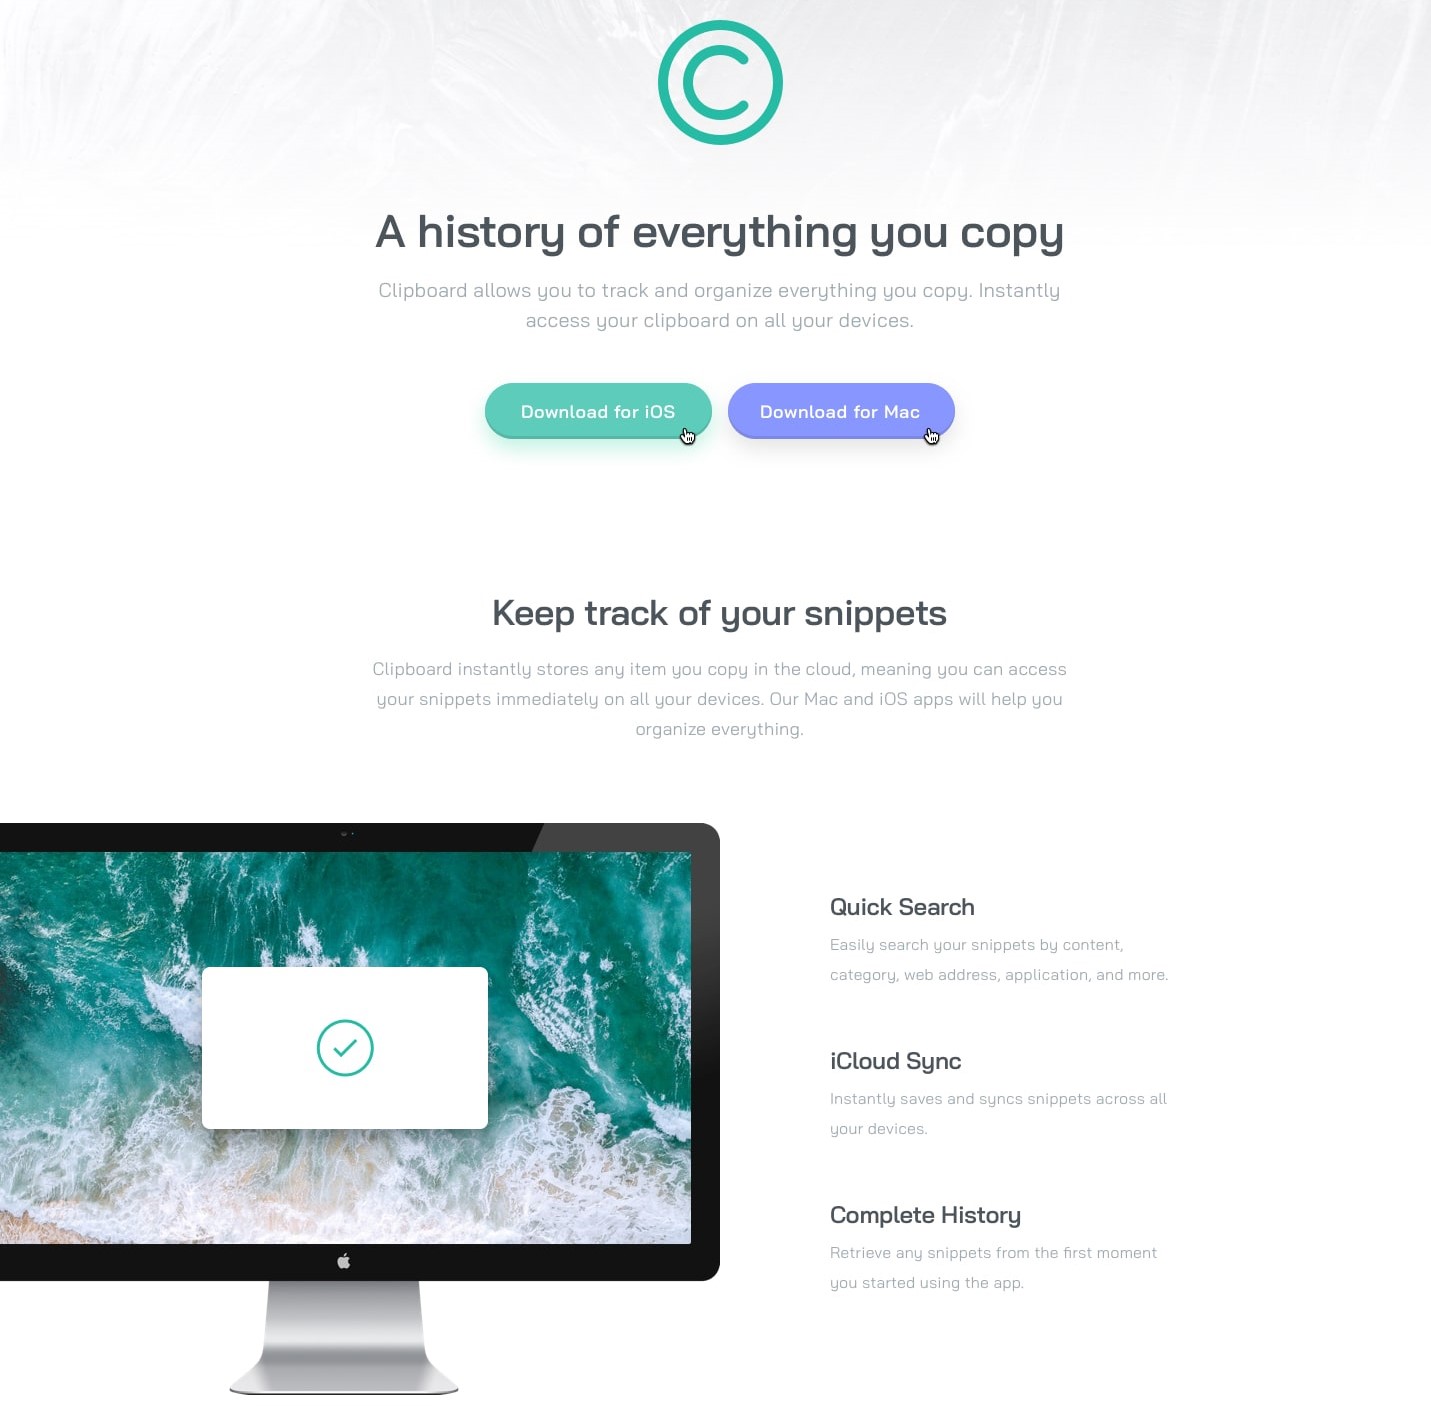 A history of everything you copy
Clipboard allows you to track and organize everything you copy. Instantly
access your clipboard on all your devices.
Download for iOS
Download for Mac
Keep track of your snippets
Clipboard instantly stores any item you copy in the cloud, meaning you can access
your snippets immediately on all your devices. Our Mac and iOS apps will help you
organize everything.
Quick Search
Easily search your snippets by content,
category, web address, application, and more.
iCloud Sync
Instantly saves and syncs snippets across all
your devices.
Complete History
Retrieve any snippets from the first moment
you started using the app.